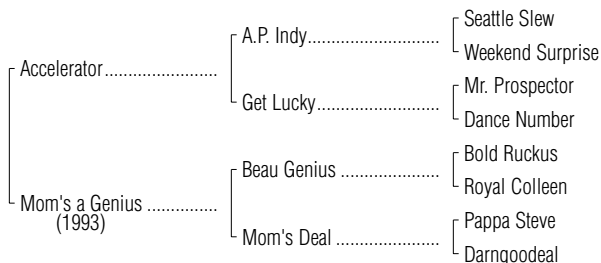 Seattle Slew
A.P. Indy
Weekend Surprise
Accelerator
Mr. Prospector
Get Lucky
Dance Number
Bold Ruckus
Beau Genius
Royal Colleen
Mom's a Genius
(1993)
Pappa Steve
Mom's Deal
Darngoodeal